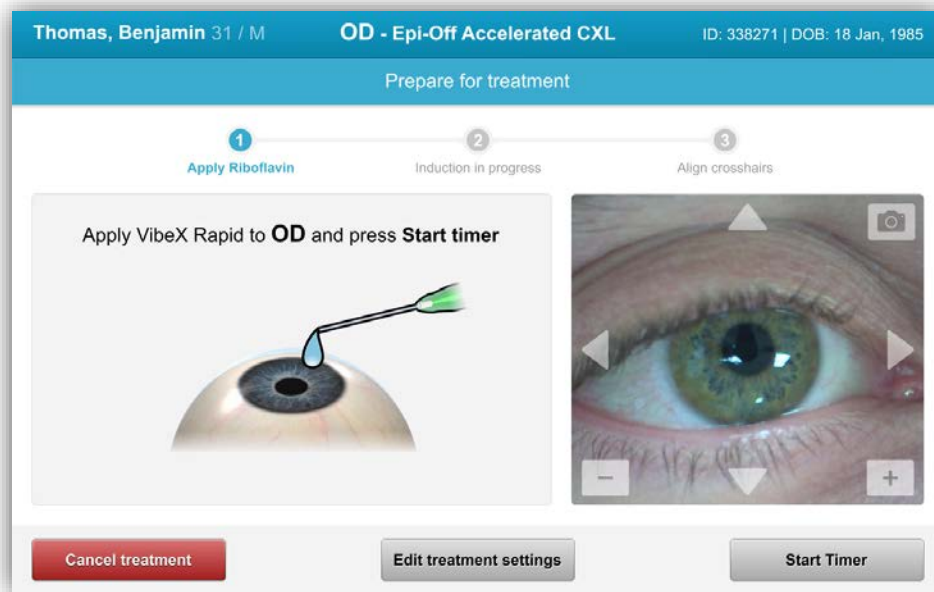 Thomas, Benjamin 31 / M OD - Epi-Off Accelerated CXL ID: 338271 | DOB: 18 Jan, 1985
Prepare for treatment
1 2 3
Apply Riboflavin Induction in progress Align crosshairs
Apply VibeX Rapid to OD and press Start timer
− +
Cancel treatment Edit treatment settings Start Timer